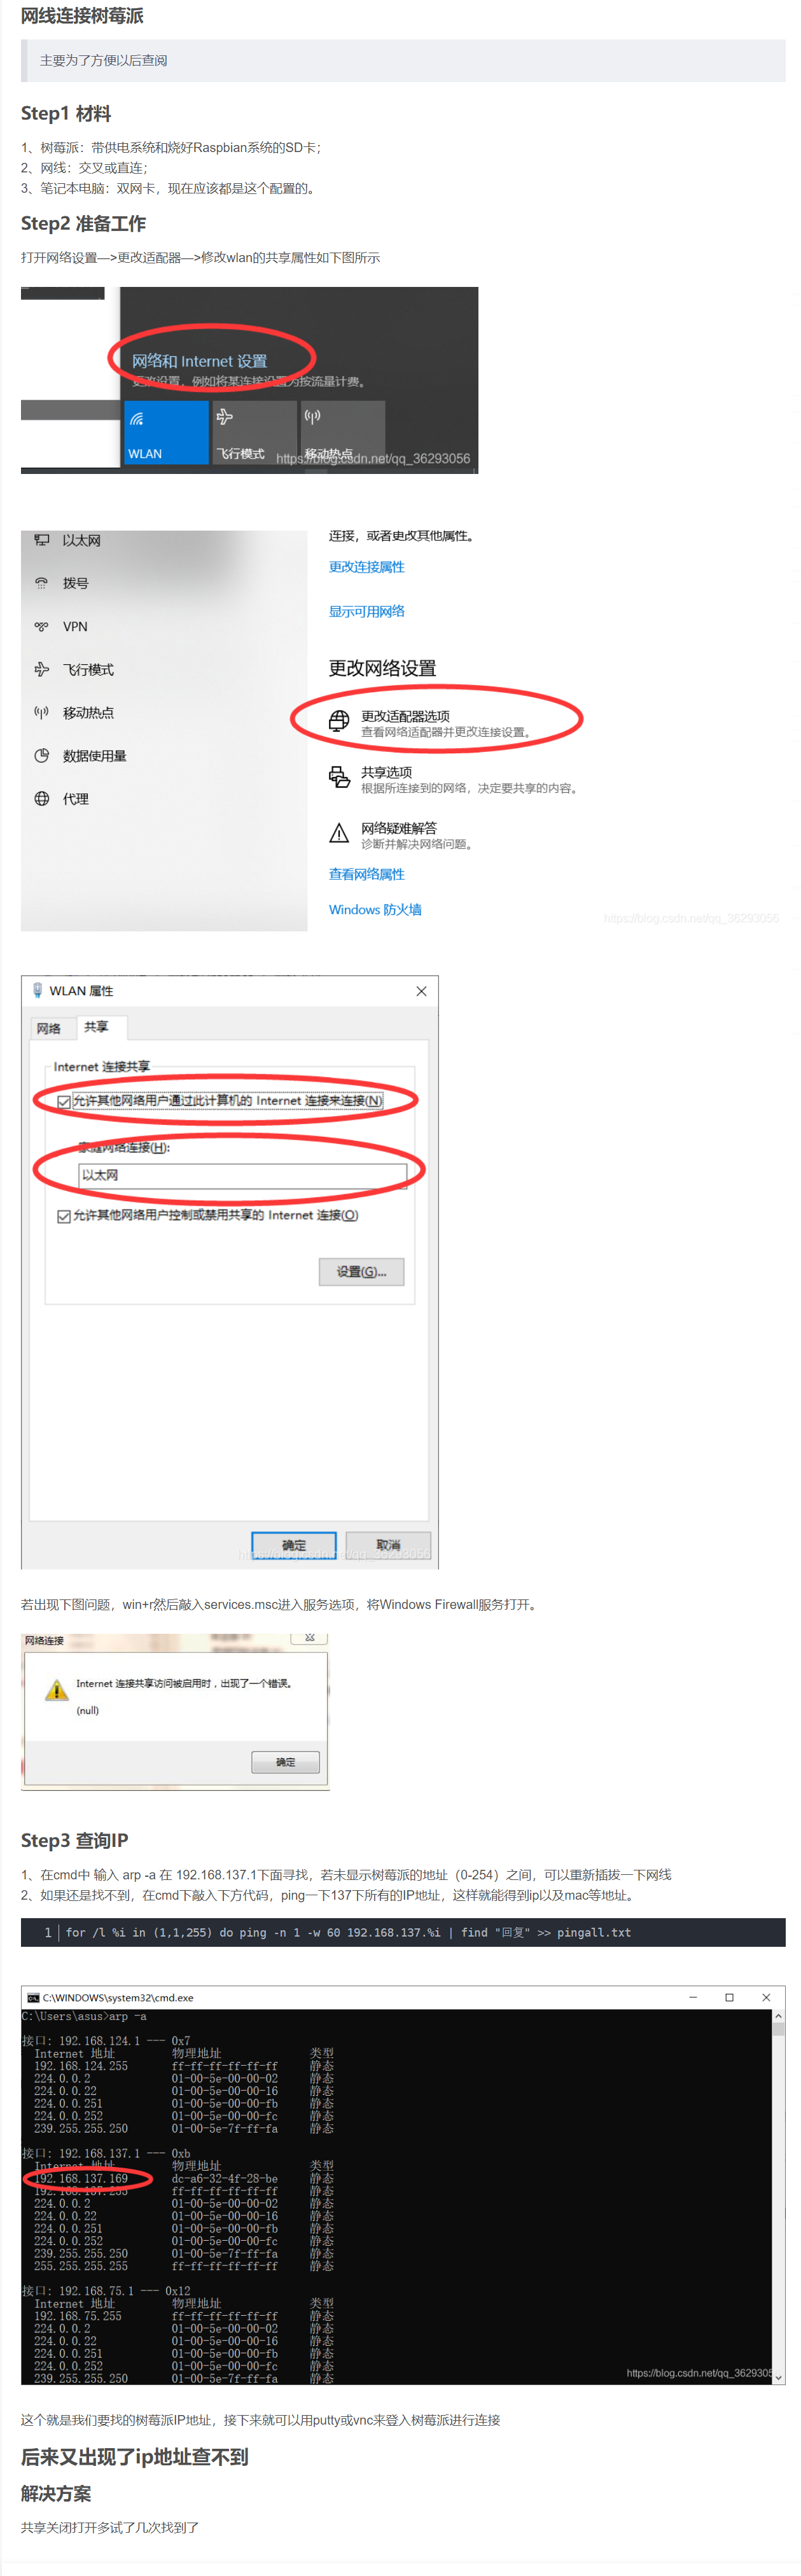 网线连接树莓派
主要为了方便以后查阅
Step1 材料
1、树莓派：带供电系统和烧好Raspbian系统的SD卡；
2、网线：交叉或直连；
3、笔记本电脑：双网卡，现在应该都是这个配置的。
Step2 准备工作
打开网络设置—>更改适配器—>修改wlan的共享属性如下图所示
网络和 Internet 设置
更改设置，例如将某连接设置为按流量计费。
WLAN
飞行模式
移动热点
https://blog.csdn.net/qq_36293056
以太网
拨号
VPN
飞行模式
移动热点
数据使用量
代理
连接，或者更改其他属性。
更改连接属性
显示可用网络
更改网络设置
更改适配器选项
查看网络适配器并更改连接设置。
共享选项
根据所连接到的网络，决定要共享的内容。
网络疑难解答
诊断并解决网络问题。
查看网络属性
Windows 防火墙
https://blog.csdn.net/qq_36293056
WLAN 属性
网络 共享
Internet 连接共享
允许其他网络用户通过此计算机的 Internet 连接来连接(N)
家庭网络连接(H):
以太网
允许其他网络用户控制或禁用共享的 Internet 连接(O)
设置(G)...
确定 取消
https://blog.csdn.net/qq_36293056
若出现下图问题，win+r然后敲入services.msc进入服务选项，将Windows Firewall服务打开。
网络连接
Internet 连接共享访问被启用时，出现了一个错误。
(null)
确定
Step3 查询IP
1、在cmd中 输入 arp -a 在 192.168.137.1下面寻找，若未显示树莓派的地址（0-254）之间，可以重新插拔一下网线
2、如果还是找不到，在cmd下敲入下方代码，ping一下137下所有的IP地址，这样就能得到ip以及mac等地址。
1 for /l %i in (1,1,255) do ping -n 1 -w 60 192.168.137.%i | find "回复" >> pingall.txt
C:\WINDOWS\system32\cmd.exe
C:\Users\asus>arp -a
接口: 192.168.124.1 --- 0x7
Internet 地址 物理地址 类型
192.168.124.255 ff-ff-ff-ff-ff-ff 静态
224.0.0.2 01-00-5e-00-00-02 静态
224.0.0.22 01-00-5e-00-00-16 静态
224.0.0.251 01-00-5e-00-00-fb 静态
224.0.0.252 01-00-5e-00-00-fc 静态
239.255.255.250 01-00-5e-7f-ff-fa 静态
接口: 192.168.137.1 --- 0xb
Internet 地址 物理地址 类型
192.168.137.169 dc-a6-32-4f-28-be 静态
192.168.137.255 ff-ff-ff-ff-ff-ff 静态
224.0.0.2 01-00-5e-00-00-02 静态
224.0.0.22 01-00-5e-00-00-16 静态
224.0.0.251 01-00-5e-00-00-fb 静态
224.0.0.252 01-00-5e-00-00-fc 静态
239.255.255.250 01-00-5e-7f-ff-fa 静态
255.255.255.255 ff-ff-ff-ff-ff-ff 静态
接口: 192.168.75.1 --- 0x12
Internet 地址 物理地址 类型
192.168.75.255 ff-ff-ff-ff-ff-ff 静态
224.0.0.2 01-00-5e-00-00-02 静态
224.0.0.22 01-00-5e-00-00-16 静态
224.0.0.251 01-00-5e-00-00-fb 静态
224.0.0.252 01-00-5e-00-00-fc 静态
239.255.255.250 01-00-5e-7f-ff-fa 静态
https://blog.csdn.net/qq_3629305
这个就是我们要找的树莓派IP地址，接下来就可以用putty或vnc来登入树莓派进行连接
后来又出现了ip地址查不到
解决方案
共享关闭打开多试了几次找到了